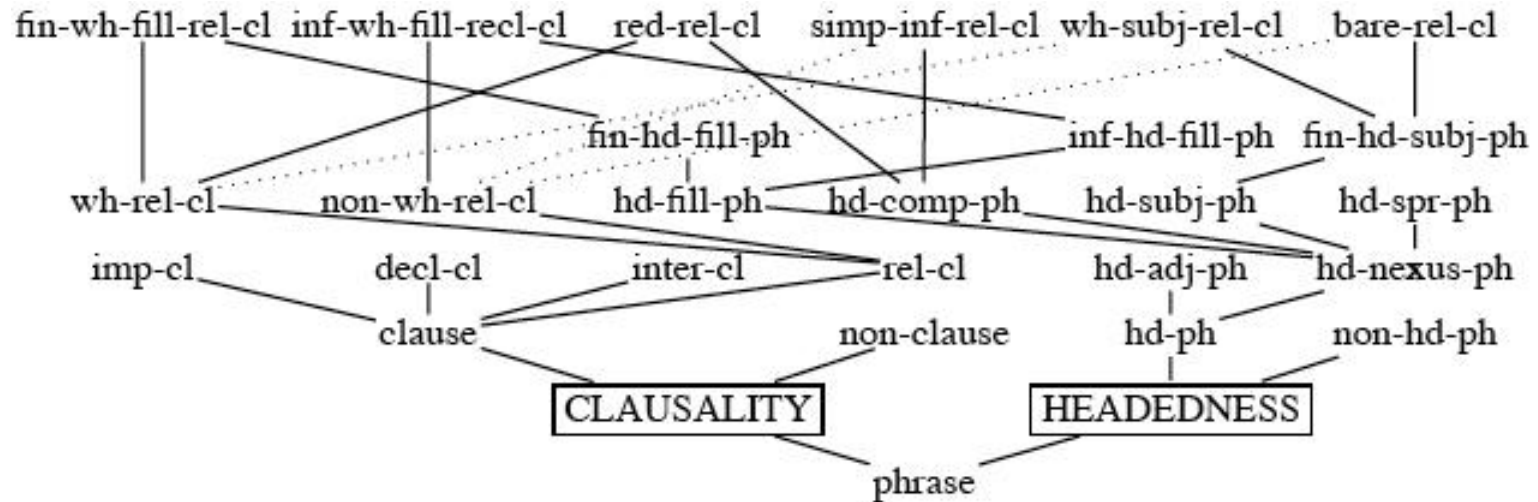 fin-wh-fill-rel-cl inf-wh-fill-recl-cl red-rel-cl simp-inf-rel-cl wh-subj-rel-cl bare-rel-cl
fin-hd-fill-ph inf-hd-fill-ph fin-hd-subj-ph
wh-rel-cl non-wh-rel-cl hd-fill-ph hd-comp-ph hd-subj-ph hd-spr-ph
imp-cl decl-cl inter-cl rel-cl hd-adj-ph hd-nexus-ph
clause non-clause hd-ph non-hd-ph
CLAUSALITY HEADEDNESS
phrase